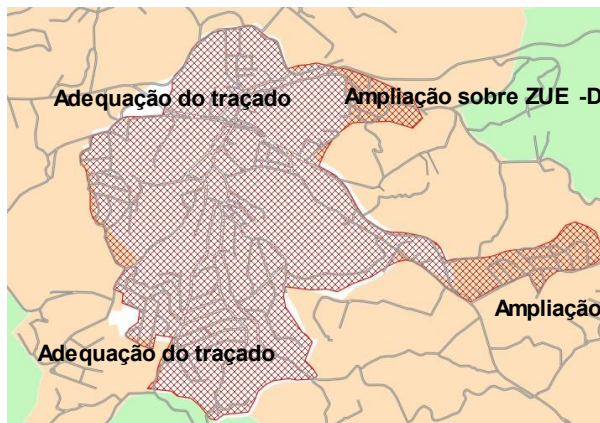 Adequação do traçado
Ampliação sobre ZUE -D
Ampliação
Adequação do traçado